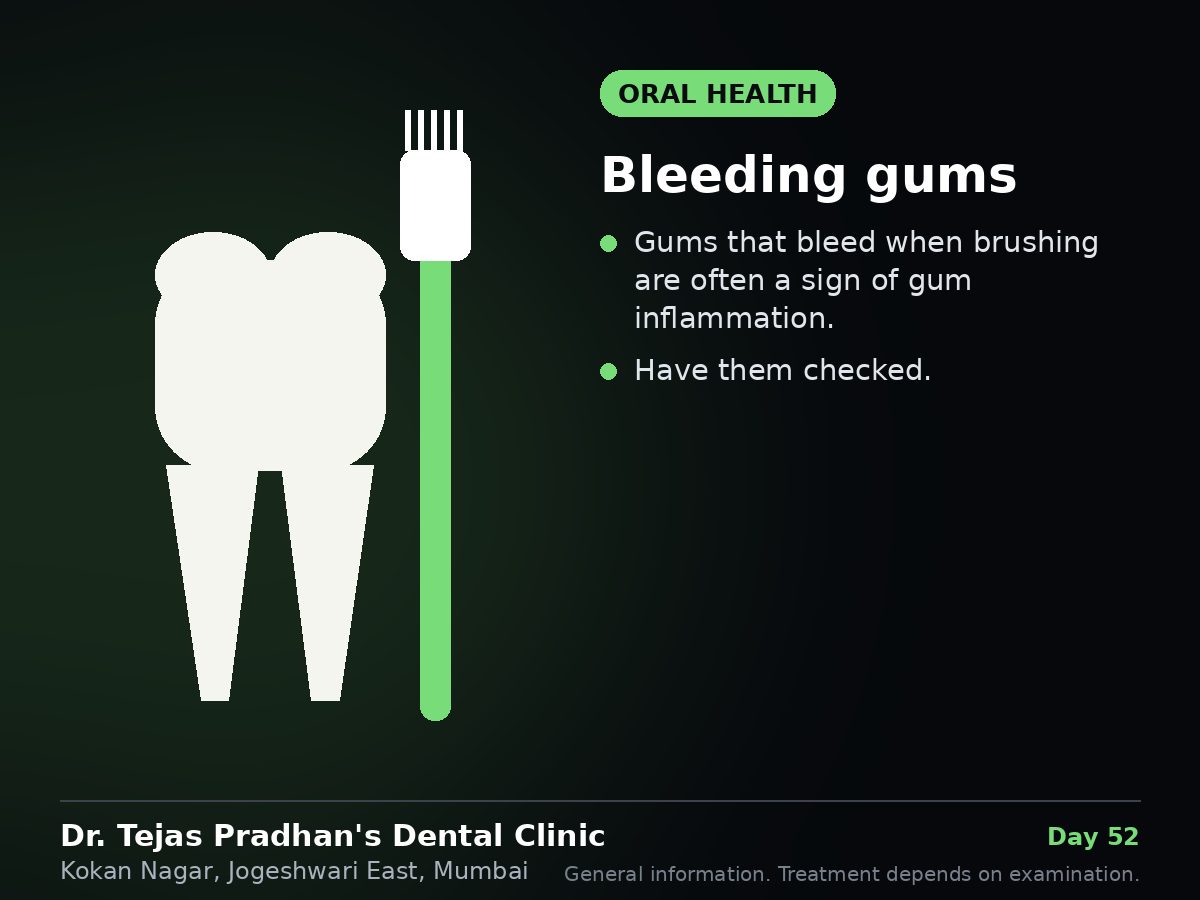 ORAL HEALTH
Bleeding gums
Gums that bleed when brushing
are often a sign of gum
inflammation.
Have them checked.
Dr. Tejas Pradhan's Dental Clinic
Day 52
Kokan Nagar, Jogeshwari East, Mumbai
General information. Treatment depends on examination.